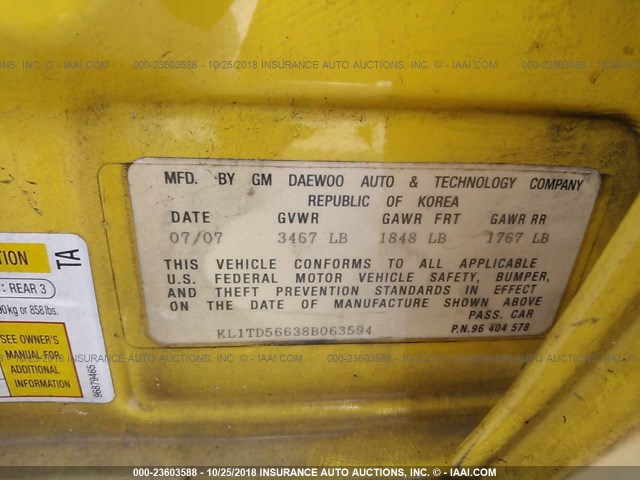 000-23603588 - 10/25/2018 INSURANCE AUTO AUCTIONS, INC. - © - IAAI.COM
MFD. BY GM DAEWOO AUTO & TECHNOLOGY COMPANY
REPUBLIC OF KOREA
DATE GVWR GAWR FRT GAWR RR
07/07 3467 LB 1848 LB 1767 LB
THIS VEHICLE CONFORMS TO ALL APPLICABLE
U.S. FEDERAL MOTOR VEHICLE SAFETY, BUMPER,
AND THEFT PREVENTION STANDARDS IN EFFECT
ON THE DATE OF MANUFACTURE SHOWN ABOVE
PASS. CAR
KL1TD56638B063594 P.N.96 404 578
TA
: REAR 3
or 858 lbs.
SEE OWNER'S
MANUAL FOR
ADDITIONAL
INFORMATION
96879465
000-23603588 - 10/25/2018 INSURANCE AUTO AUCTIONS, INC. - © - IAAI.COM